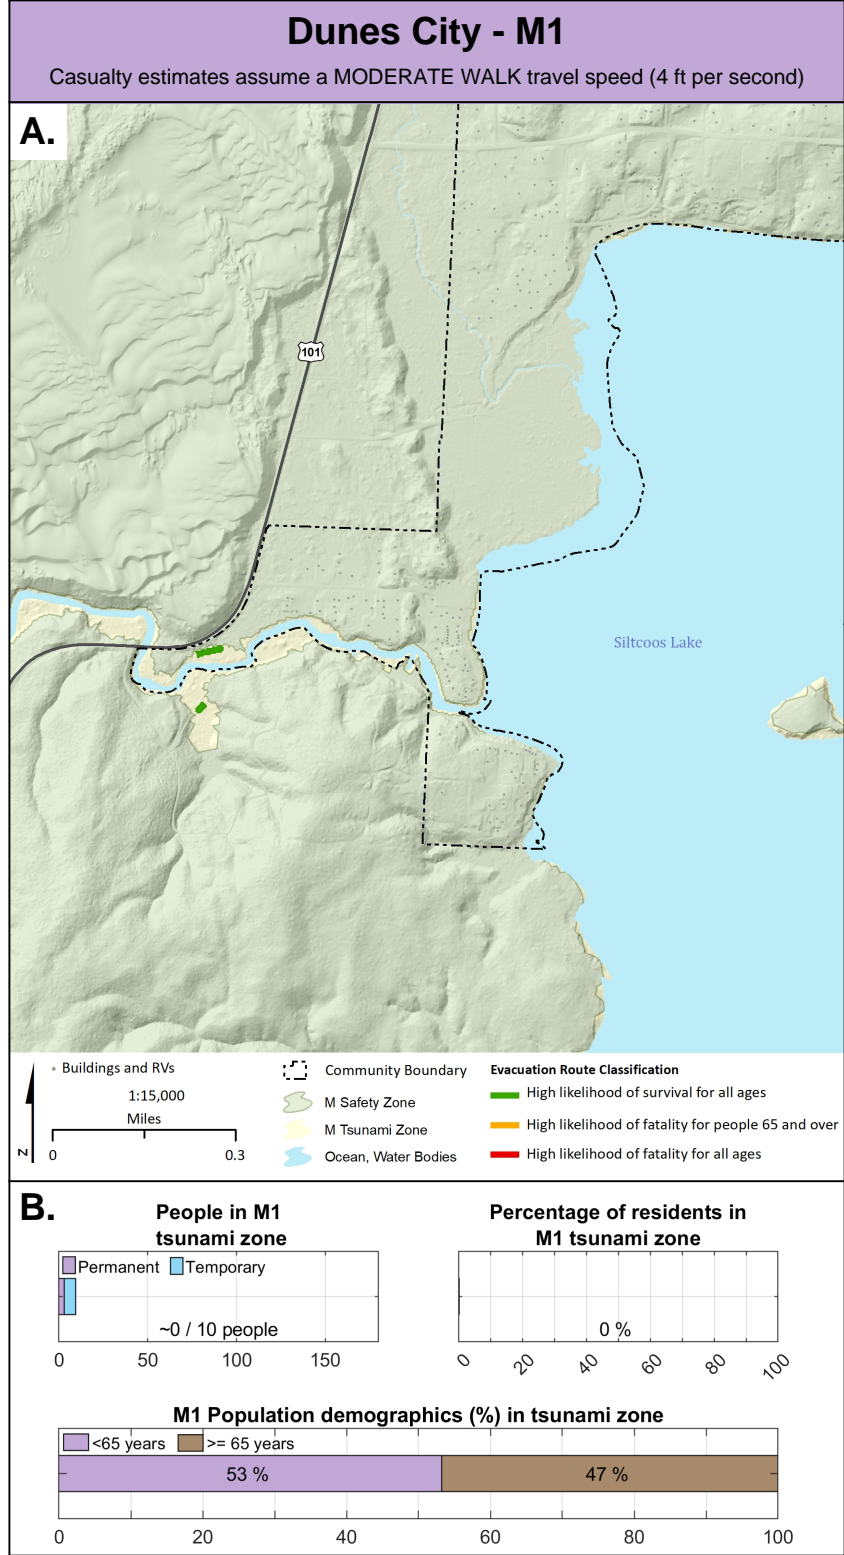 Dunes City - M1
Casualty estimates assume a MODERATE WALK travel speed (4 ft per second)
A.
101
Siltcoos Lake
Buildings and RVs
1:15,000
Miles
0 0.3
N
Community Boundary
M Safety Zone
M Tsunami Zone
Ocean, Water Bodies
Evacuation Route Classification
High likelihood of survival for all ages
High likelihood of fatality for people 65 and over
High likelihood of fatality for all ages
B.
People in M1
tsunami zone
Permanent Temporary
~0 / 10 people
0 50 100 150
Percentage of residents in
M1 tsunami zone
0 %
0 20 40 60 80 100
M1 Population demographics (%) in tsunami zone
<65 years >= 65 years
53 % 47 %
0 20 40 60 80 100